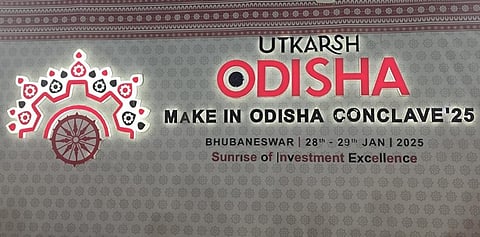 UTKARSH
ODISHA
MAKE IN ODISHA CONCLAVE'25
BHUBANESWAR | 28th - 29th JAN | 2025
Sunrise of Investment Excellence